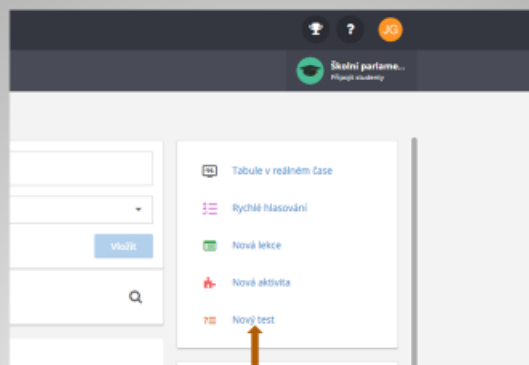 ?
JG
Školní parlame...
Připojit studenty
Tabule v reálném čase
Rychlé hlasování
Vložit
Nová lekce
Nová aktivita
Nový test